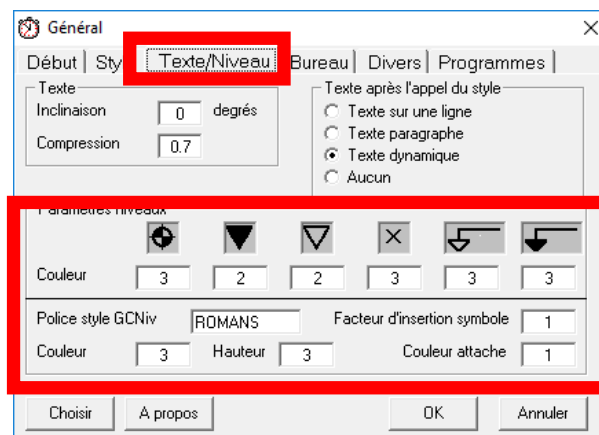 Général
Début Sty Texte/Niveau Bureau Divers Programmes
Texte
Inclinaison 0 degrés
Compression 0.7
Texte après l'appel du style
Texte sur une ligne
Texte paragraphe
Texte dynamique
Aucun
Paramètres niveaux
Couleur 3 2 2 3 3 3
Police style GCNiv ROMANS Facteur d'insertion symbole 1
Couleur 3 Hauteur 3 Couleur attache 1
Choisir A propos OK Annuler